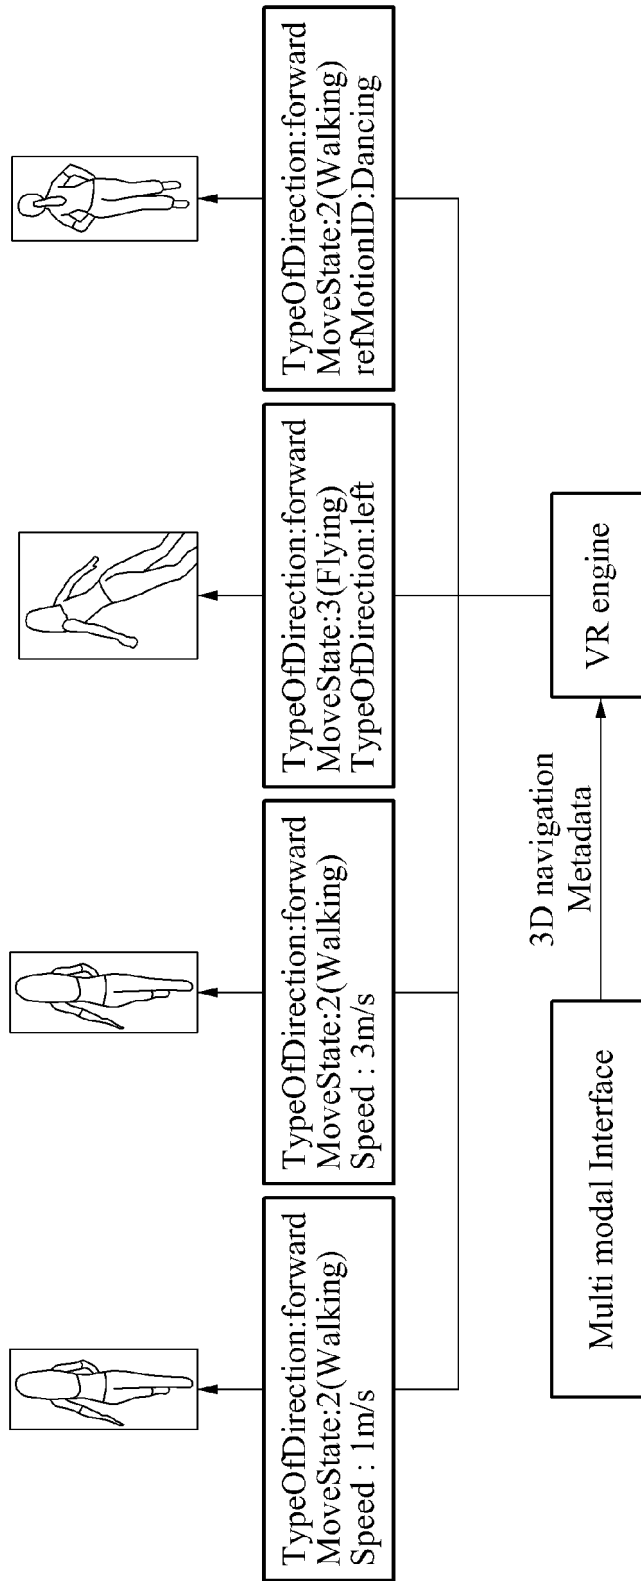 TypeOfDirection:forward
MoveState:2(Walking)
Speed : 1m/s
TypeOfDirection:forward
MoveState:2(Walking)
Speed : 3m/s
TypeOfDirection:forward
MoveState:3(Flying)
TypeOfDirection:left
TypeOfDirection:forward
MoveState:2(Walking)
refMotionID:Dancing
Multi modal Interface
3D navigation
Metadata
VR engine